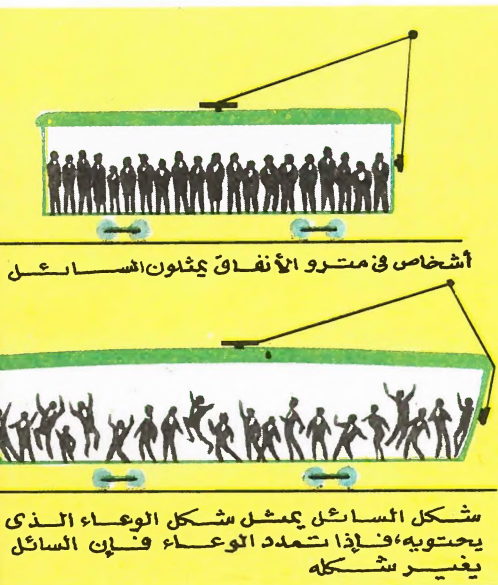 أشخاص فى مترو الأنفاق يمثلون السائل
شكل السائل يمثل شكل الوعاء الذى
يحتويه، فإذا تمدد الوعاء فإن السائل
يغير شكله